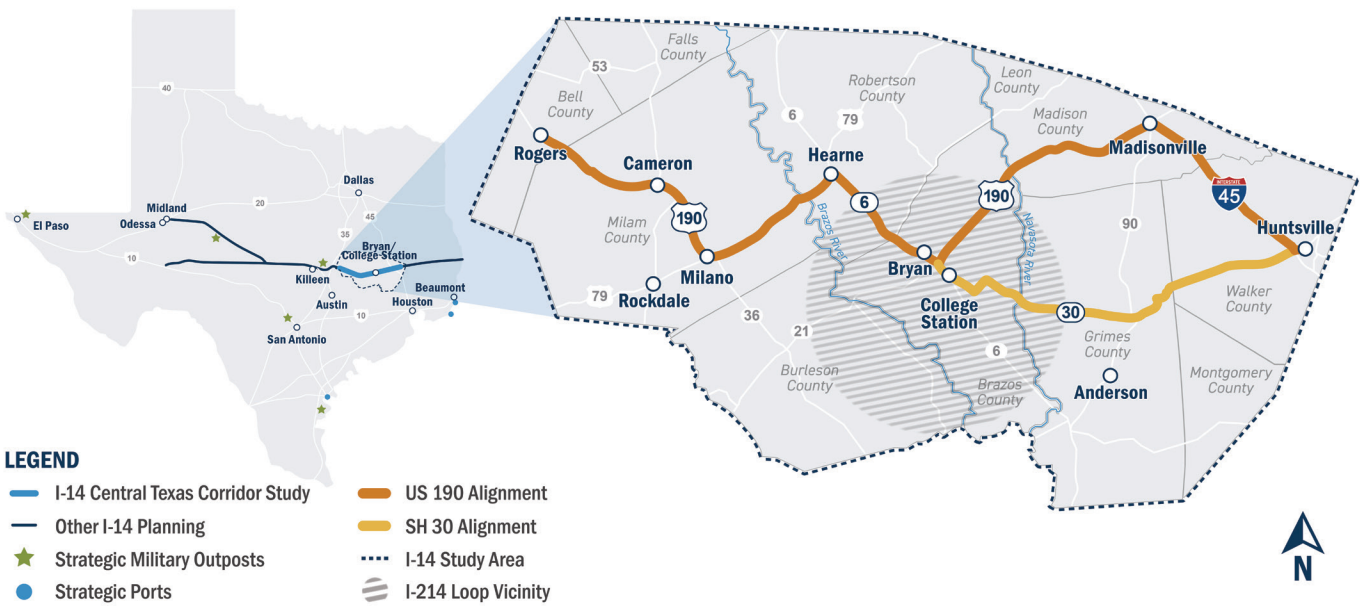 40
Dallas
20
45
Midland
Odessa
El Paso
35
Bryan/
College Station
10
Killeen
Austin
Beaumont
Houston
10
San Antonio
Falls
County
53
Bell
County
Rogers
Cameron
190
Milam
County
Milano
Rockdale
79
36
21
Burleson
County
Robertson
County
6
79
Hearne
6
Brazos River
Leon
County
Madison
County
Madisonville
190
Navasota River
INTERSTATE
45
90
Huntsville
Bryan
College
Station
30
Walker
County
Grimes
County
6
Brazos
County
Anderson
Montgomery
County
LEGEND
I-14 Central Texas Corridor Study
Other I-14 Planning
Strategic Military Outposts
Strategic Ports
US 190 Alignment
SH 30 Alignment
I-14 Study Area
I-214 Loop Vicinity
N